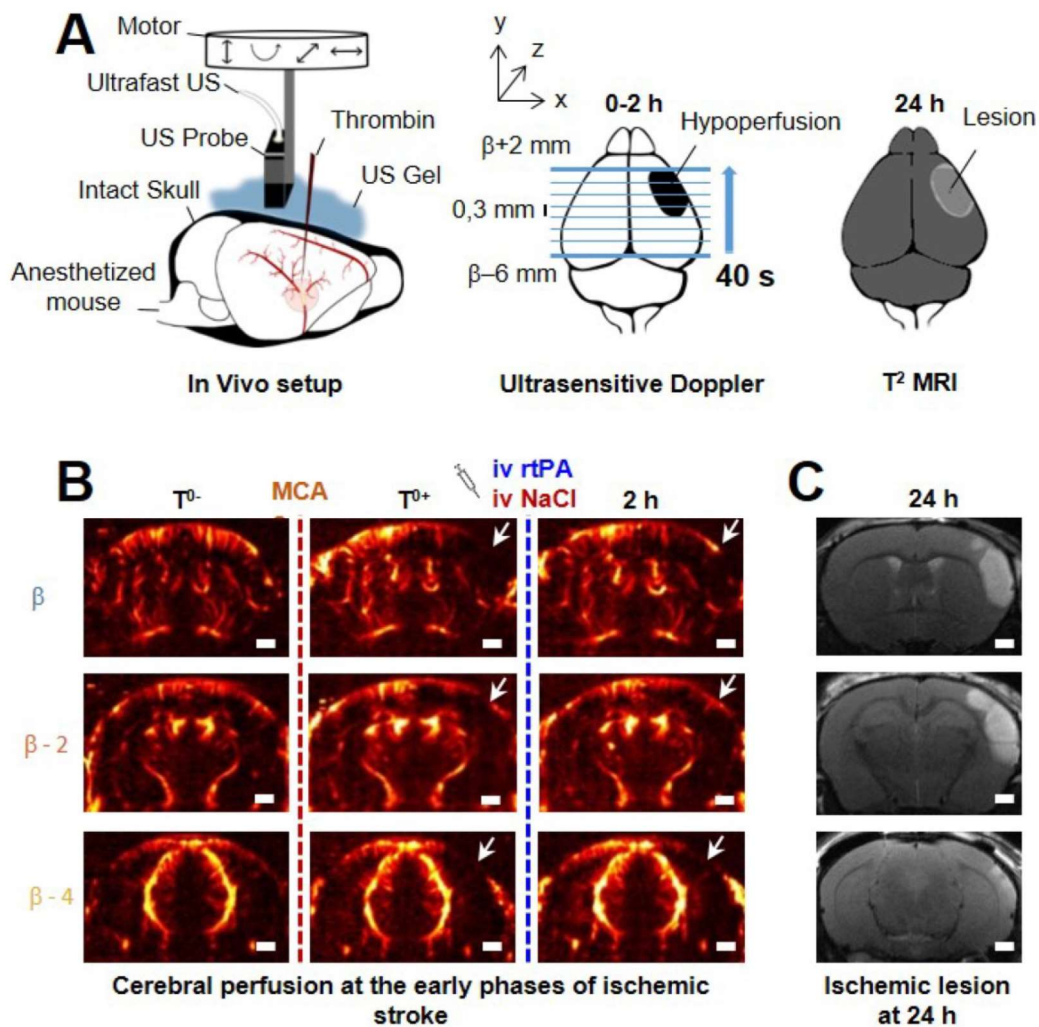 A
Motor
Ultrafast US
US Probe
Intact Skull
Anesthetized
mouse
Thrombin
US Gel
In Vivo setup
y
z
x
0-2 h
Hypoperfusion
β+2 mm
0,3 mm
β–6 mm
40 s
Ultrasensitive Doppler
24 h
Lesion
T² MRI
B
T⁰⁻
MCA
T⁰⁺
iv rtPA
iv NaCl
2 h
β
β - 2
β - 4
Cerebral perfusion at the early phases of ischemic
stroke
C
24 h
Ischemic lesion
at 24 h